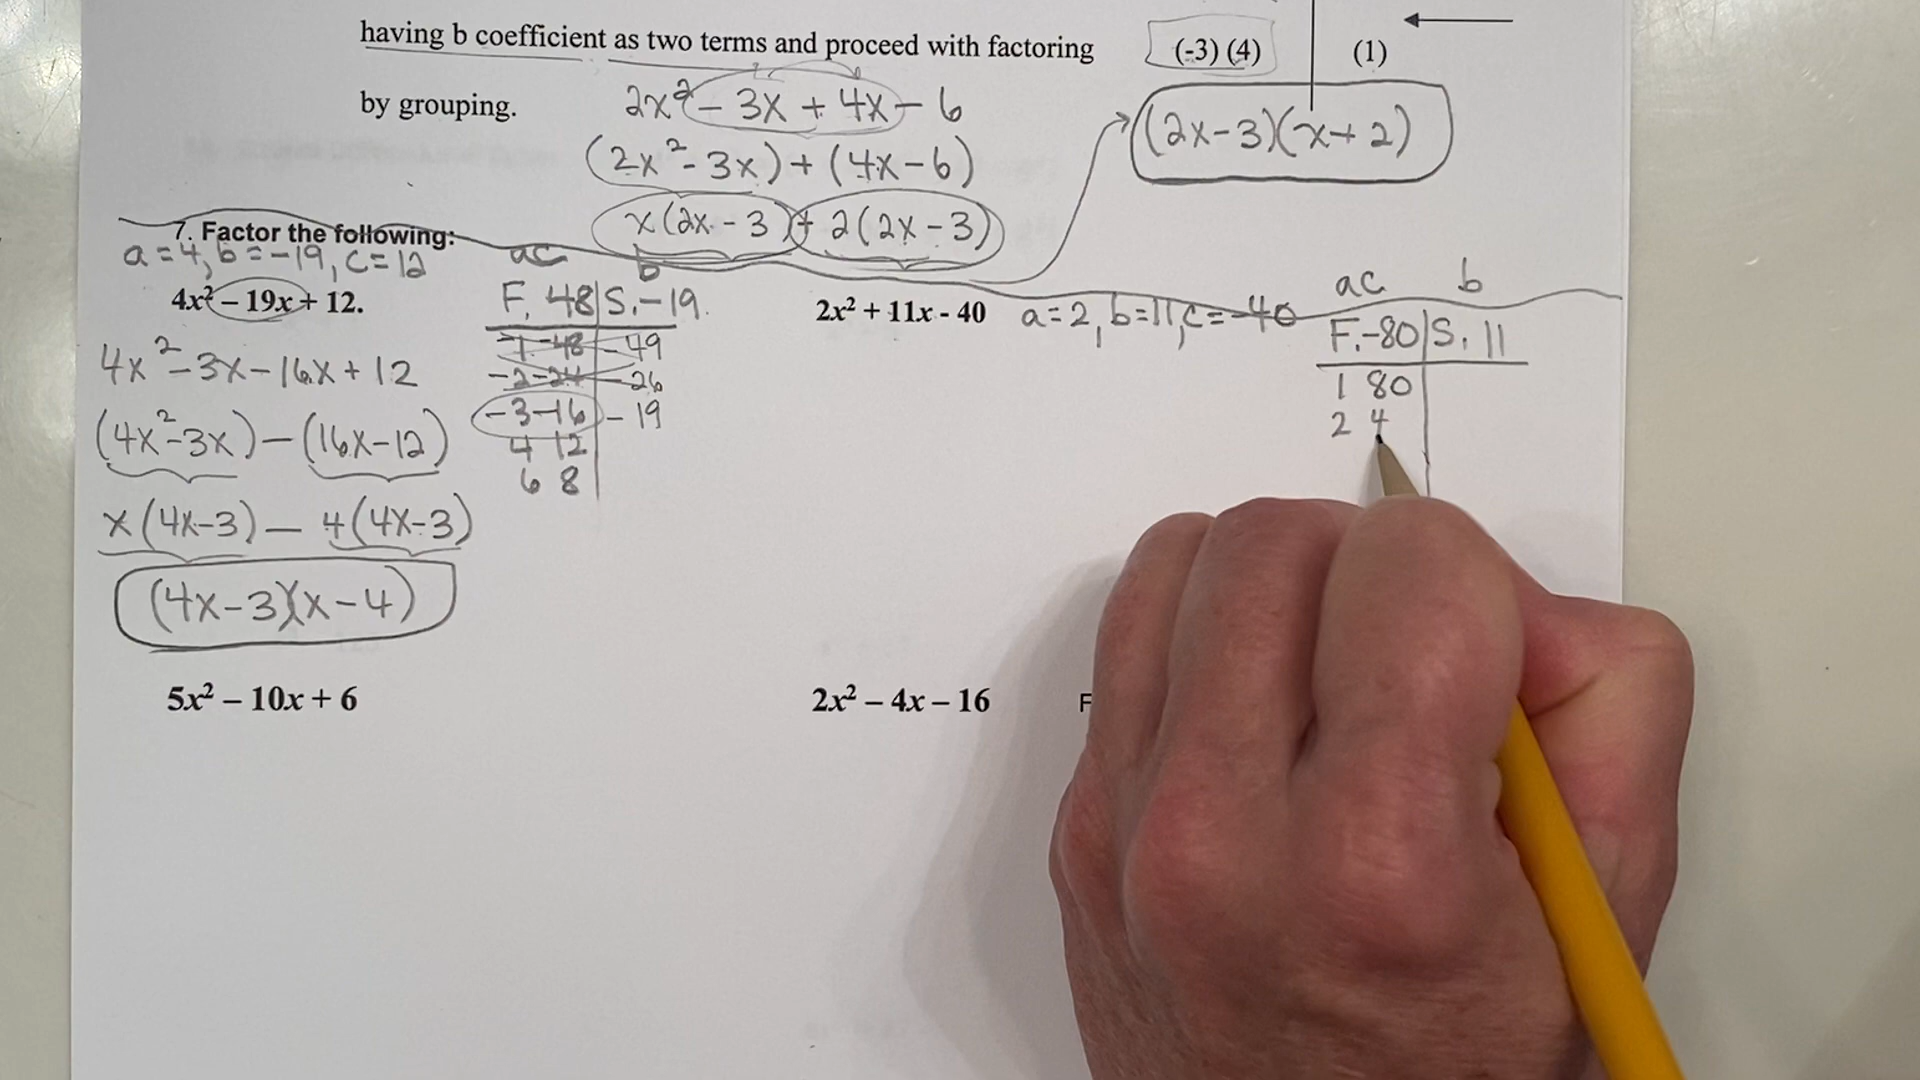 having b coefficient as two terms and proceed with factoring
(-3) (4) (1)
by grouping.
2x² - 3x + 4x - 6
(2x² - 3x) + (4x - 6)
x(2x - 3) + 2(2x - 3)
(2x-3)(x+2)
7. Factor the following:
a=4, b=-19, c=12
4x² – 19x + 12.
4x²-3x-16x+12
(4x²-3x)-(16x-12)
x(4x-3) - 4(4x-3)
(4x-3)(x-4)
ac b
F. 48 S. -19
-1 -48 -49
-2 -24 -26
-3 -16 -19
4 12
6 8
2x² + 11x - 40
a=2, b=11, c=-40
ac b
F. -80 S. 11
1 80
2 4
5x² – 10x + 6
2x² – 4x – 16
F